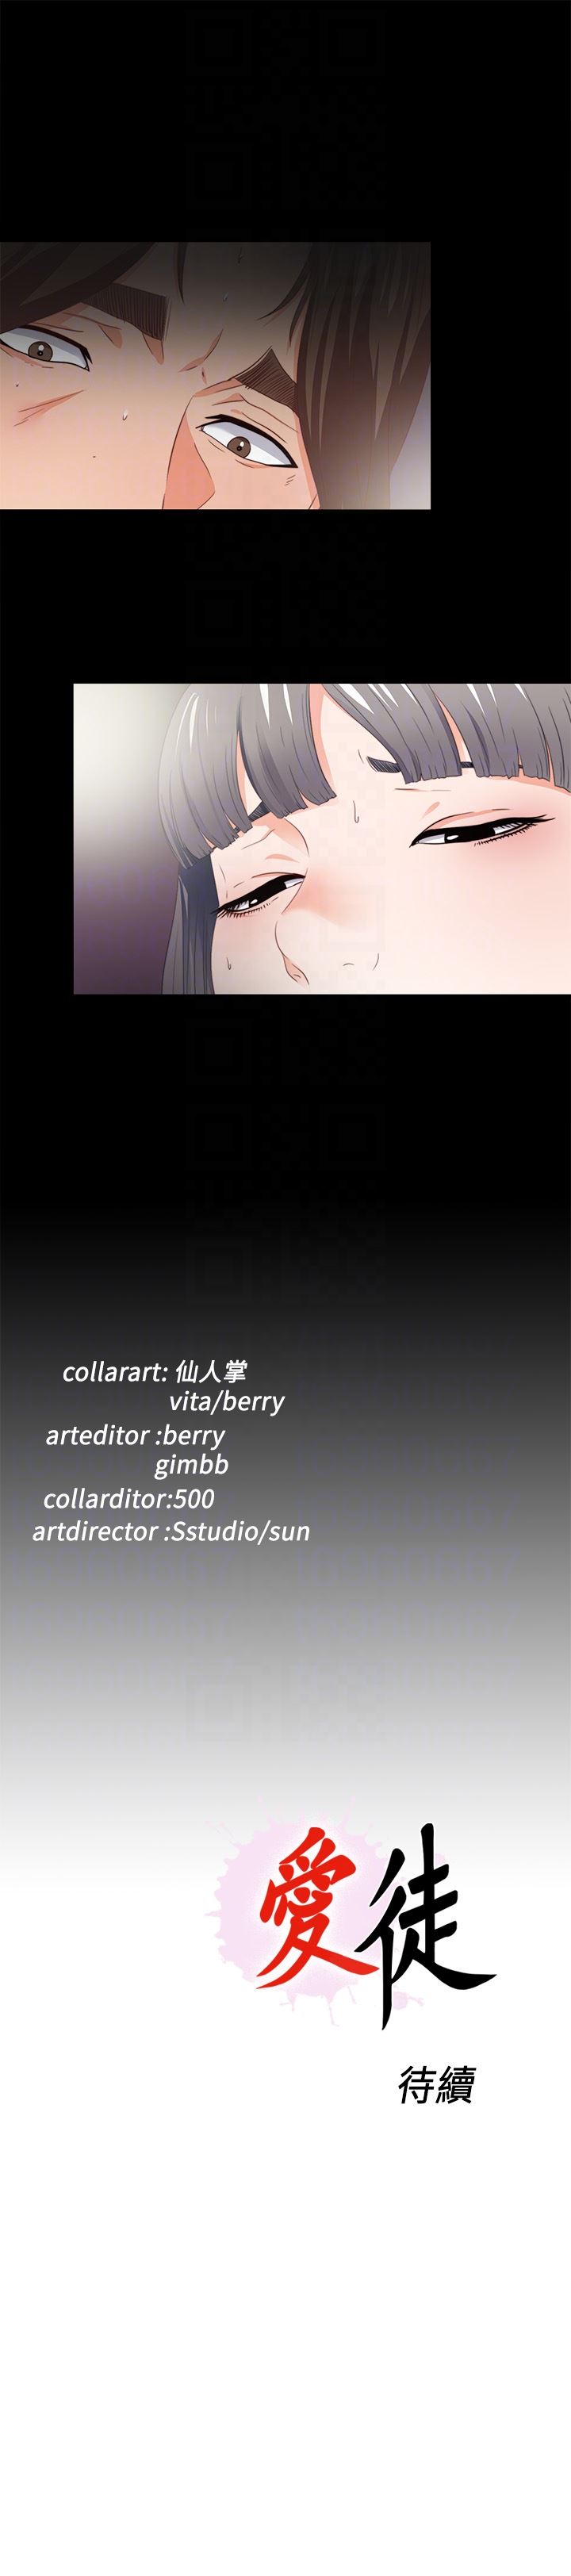 collarart: 仙人掌
vita/berry
arteditor :berry
gimbb
collarditor:500
artdirector :Sstudio/sun
愛徒
待續